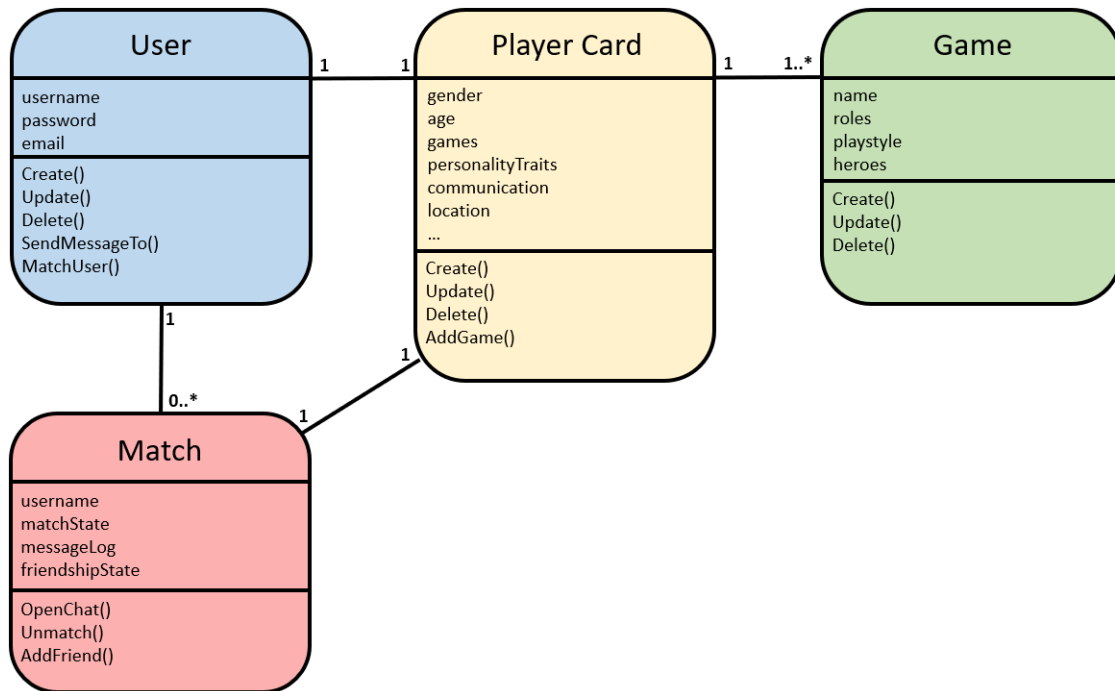 User
1
username
password
email
Create()
Update()
Delete()
SendMessageTo()
MatchUser()
1
Player Card
1
gender
age
games
personalityTraits
communication
location
...
Create()
Update()
Delete()
AddGame()
1..*
Game
name
roles
playstyle
heroes
Create()
Update()
Delete()
1
0..*
1
1
Match
username
matchState
messageLog
friendshipState
OpenChat()
Unmatch()
AddFriend()